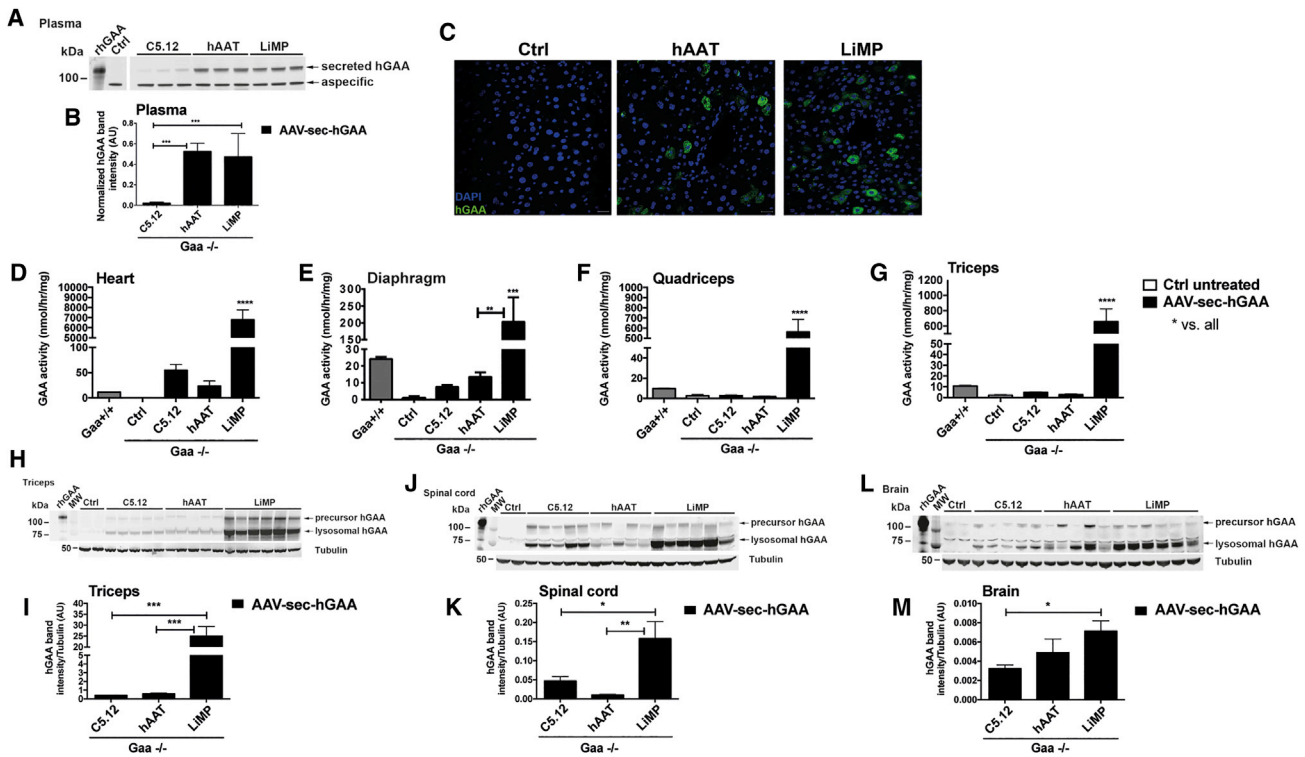 A
Plasma
kDa
rhGAA
Ctrl
C5.12
hAAT
LiMP
100
secreted hGAA
aspecific
B
Plasma
Normalized hGAA band
intensity (AU)
0.8
0.6
0.4
0.2
0.0
***
***
C5.12
hAAT
LiMP
Gaa -/-
AAV-sec-hGAA
C
Ctrl
hAAT
LiMP
DAPI
hGAA
D
Heart
GAA activity (nmol/hr/mg)
10000
9000
8000
7000
6000
5000
100
50
0
****
Gaa+/+
Ctrl
C5.12
hAAT
LiMP
Gaa -/-
E
Diaphragm
GAA activity (nmol/hr/mg)
300
200
100
30
20
10
0
**
***
Gaa+/+
Ctrl
C5.12
hAAT
LiMP
Gaa -/-
F
Quadriceps
GAA activity (nmol/hr/mg)
1000
900
800
700
600
500
40
20
0
****
Gaa+/+
Ctrl
C5.12
hAAT
LiMP
Gaa -/-
G
Triceps
GAA activity (nmol/hr/mg)
1200
1000
800
600
50
40
30
20
10
0
****
Gaa+/+
Ctrl
C5.12
hAAT
LiMP
Gaa -/-
Ctrl untreated
AAV-sec-hGAA
* vs. all
H
Triceps
kDa
rhGAA
MW
Ctrl
C5.12
hAAT
LiMP
100
75
50
precursor hGAA
lysosomal hGAA
Tubulin
I
Triceps
hGAA band
intensity/Tubulin (AU)
40
35
30
25
20
15
10
5
5
4
3
2
1
0
***
***
C5.12
hAAT
LiMP
Gaa -/-
AAV-sec-hGAA
J
Spinal cord
kDa
rhGAA
MW
Ctrl
C5.12
hAAT
LiMP
100
75
50
precursor hGAA
lysosomal hGAA
Tubulin
K
Spinal cord
hGAA band
intensity/Tubulin (AU)
0.25
0.20
0.15
0.10
0.05
0.00
*
**
C5.12
hAAT
LiMP
Gaa -/-
AAV-sec-hGAA
L
Brain
kDa
rhGAA
MW
Ctrl
C5.12
hAAT
LiMP
100
75
50
precursor hGAA
lysosomal hGAA
Tubulin
M
Brain
hGAA band
intensity/Tubulin (AU)
0.010
0.008
0.006
0.004
0.002
0.000
*
C5.12
hAAT
LiMP
Gaa -/-
AAV-sec-hGAA